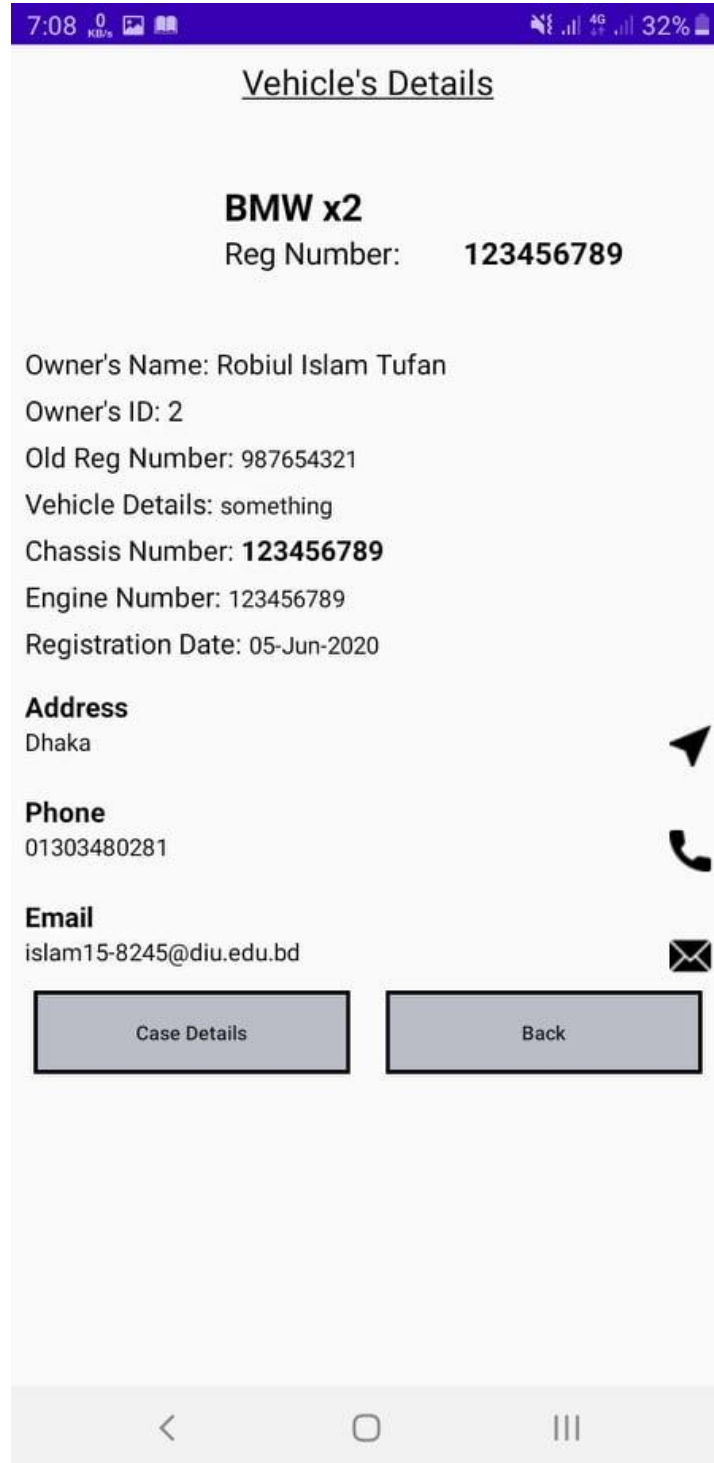 7:08 0 KB/s 4G 32%
Vehicle's Details
BMW x2
Reg Number: 123456789
Owner's Name: Robiul Islam Tufan
Owner's ID: 2
Old Reg Number: 987654321
Vehicle Details: something
Chassis Number: 123456789
Engine Number: 123456789
Registration Date: 05-Jun-2020
Address
Dhaka
Phone
01303480281
Email
islam15-8245@diu.edu.bd
Case Details Back